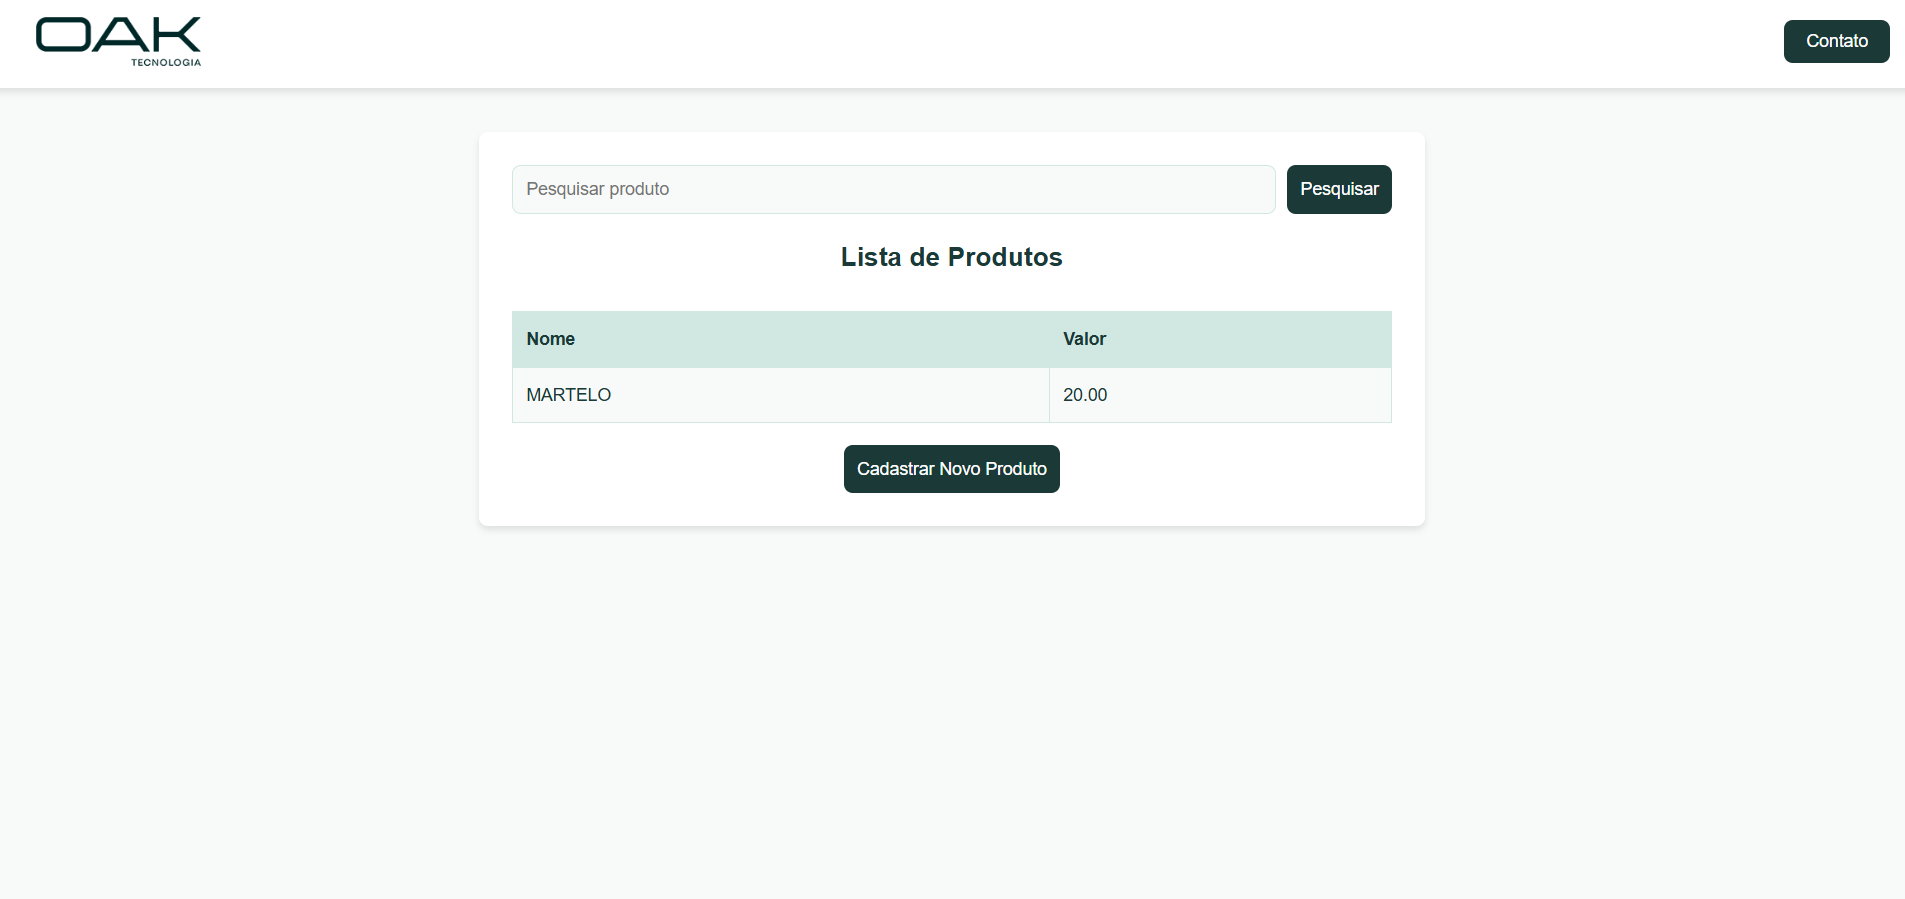 OAK
TECNOLOGIA
Contato
Pesquisar produto
Pesquisar
Lista de Produtos
Nome Valor
MARTELO 20.00
Cadastrar Novo Produto